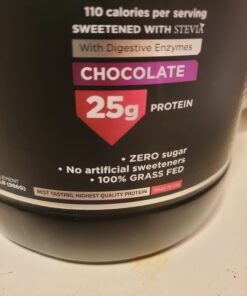 110 calories per serving
SWEETENED WITH STEVIA
With Digestive Enzymes
CHOCOLATE
25g PROTEIN
• ZERO sugar
• No artificial sweeteners
• 100% GRASS FED
BEST TASTING, HIGHEST QUALITY PROTEIN